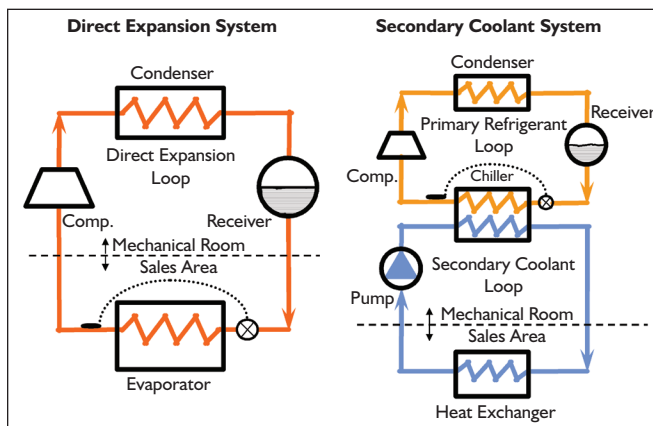 Direct Expansion System
Condenser
Direct Expansion
Loop
Comp.
Receiver
Mechanical Room
Sales Area
Evaporator
Secondary Coolant System
Condenser
Receiver
Primary Refrigerant
Loop
Comp.
Chiller
Secondary Coolant
Loop
Pump
Mechanical Room
Sales Area
Heat Exchanger